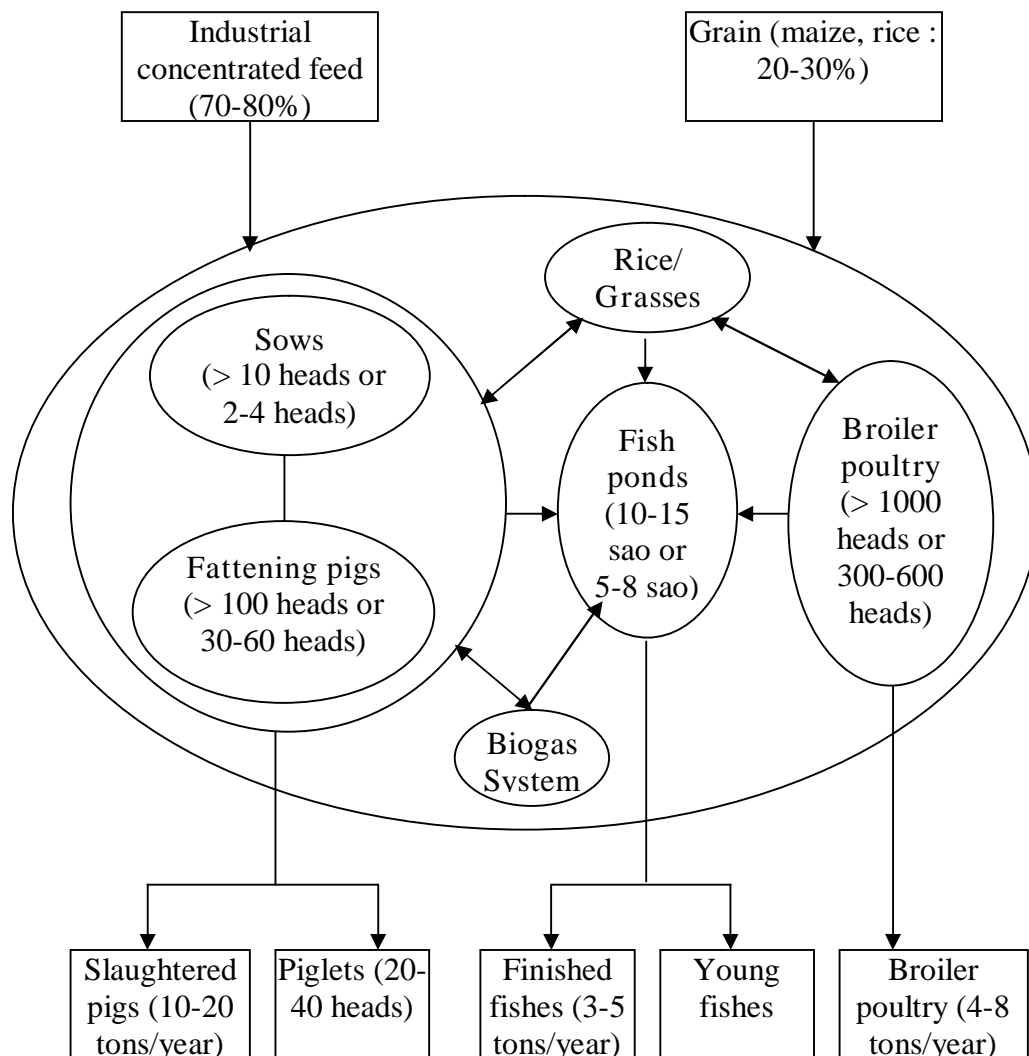 Industrial
concentrated feed
(70-80%)
Grain (maize, rice :
20-30%)
Rice/
Grasses
Sows
(> 10 heads or
2-4 heads)
Fish
ponds
(10-15
sao or
5-8 sao)
Broiler
poultry
(> 1000
heads or
300-600
heads)
Fattening pigs
(> 100 heads or
30-60 heads)
Biogas
System
Slaughtered
pigs (10-20
tons/year)
Piglets (20-
40 heads)
Finished
fishes (3-5
tons/year)
Young
fishes
Broiler
poultry (4-8
tons/year)